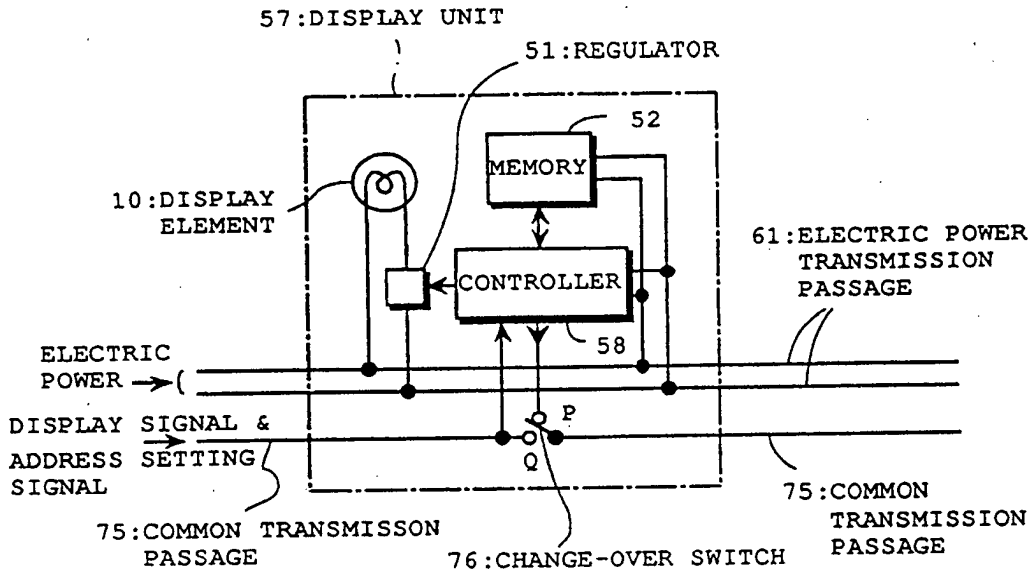 57:DISPLAY UNIT
51:REGULATOR
52
MEMORY
10:DISPLAY
ELEMENT
61:ELECTRIC POWER
TRANSMISSION
PASSAGE
CONTROLLER
58
ELECTRIC
POWER
P
DISPLAY SIGNAL &
ADDRESS SETTING
SIGNAL
Q
75:COMMON TRANSMISSON
PASSAGE
76:CHANGE-OVER SWITCH
75:COMMON
TRANSMISSION
PASSAGE